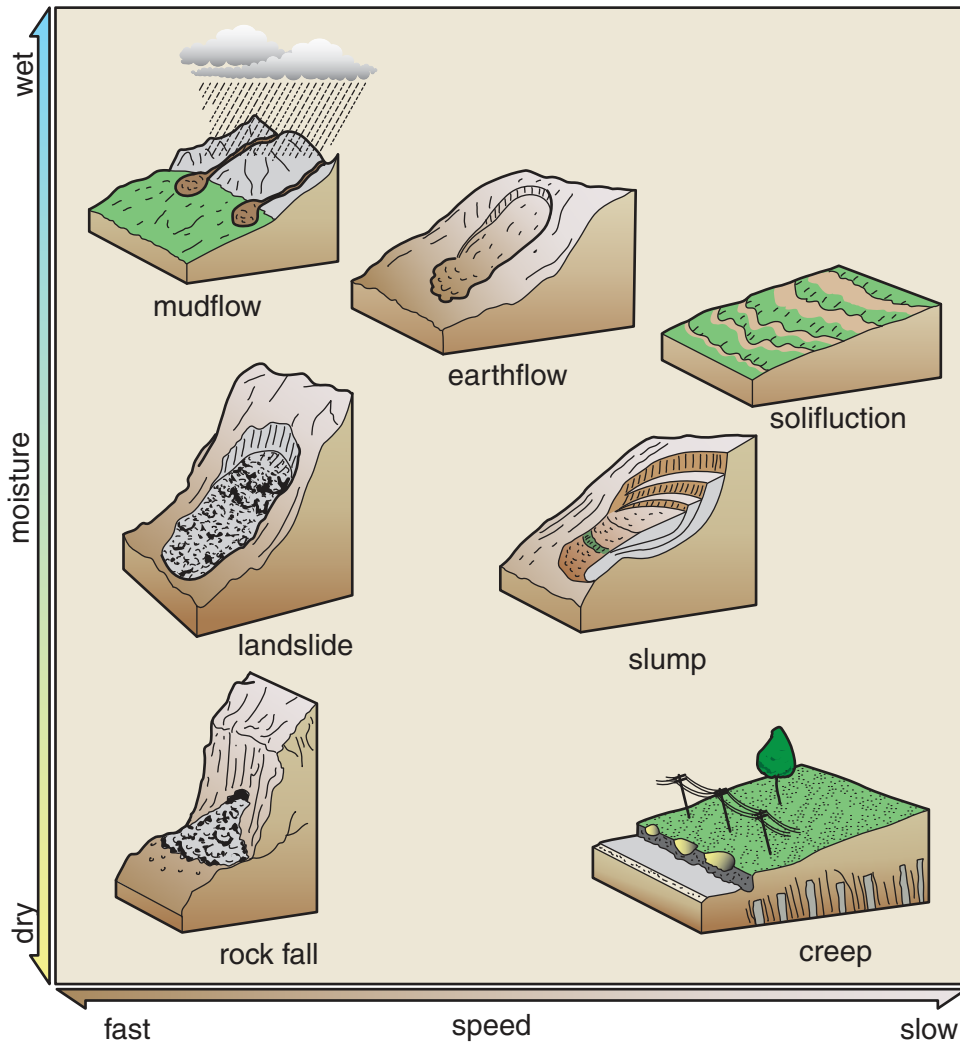 wet
mudflow
earthflow
solifluction
moisture
landslide
slump
dry
rock fall
creep
fast
speed
slow